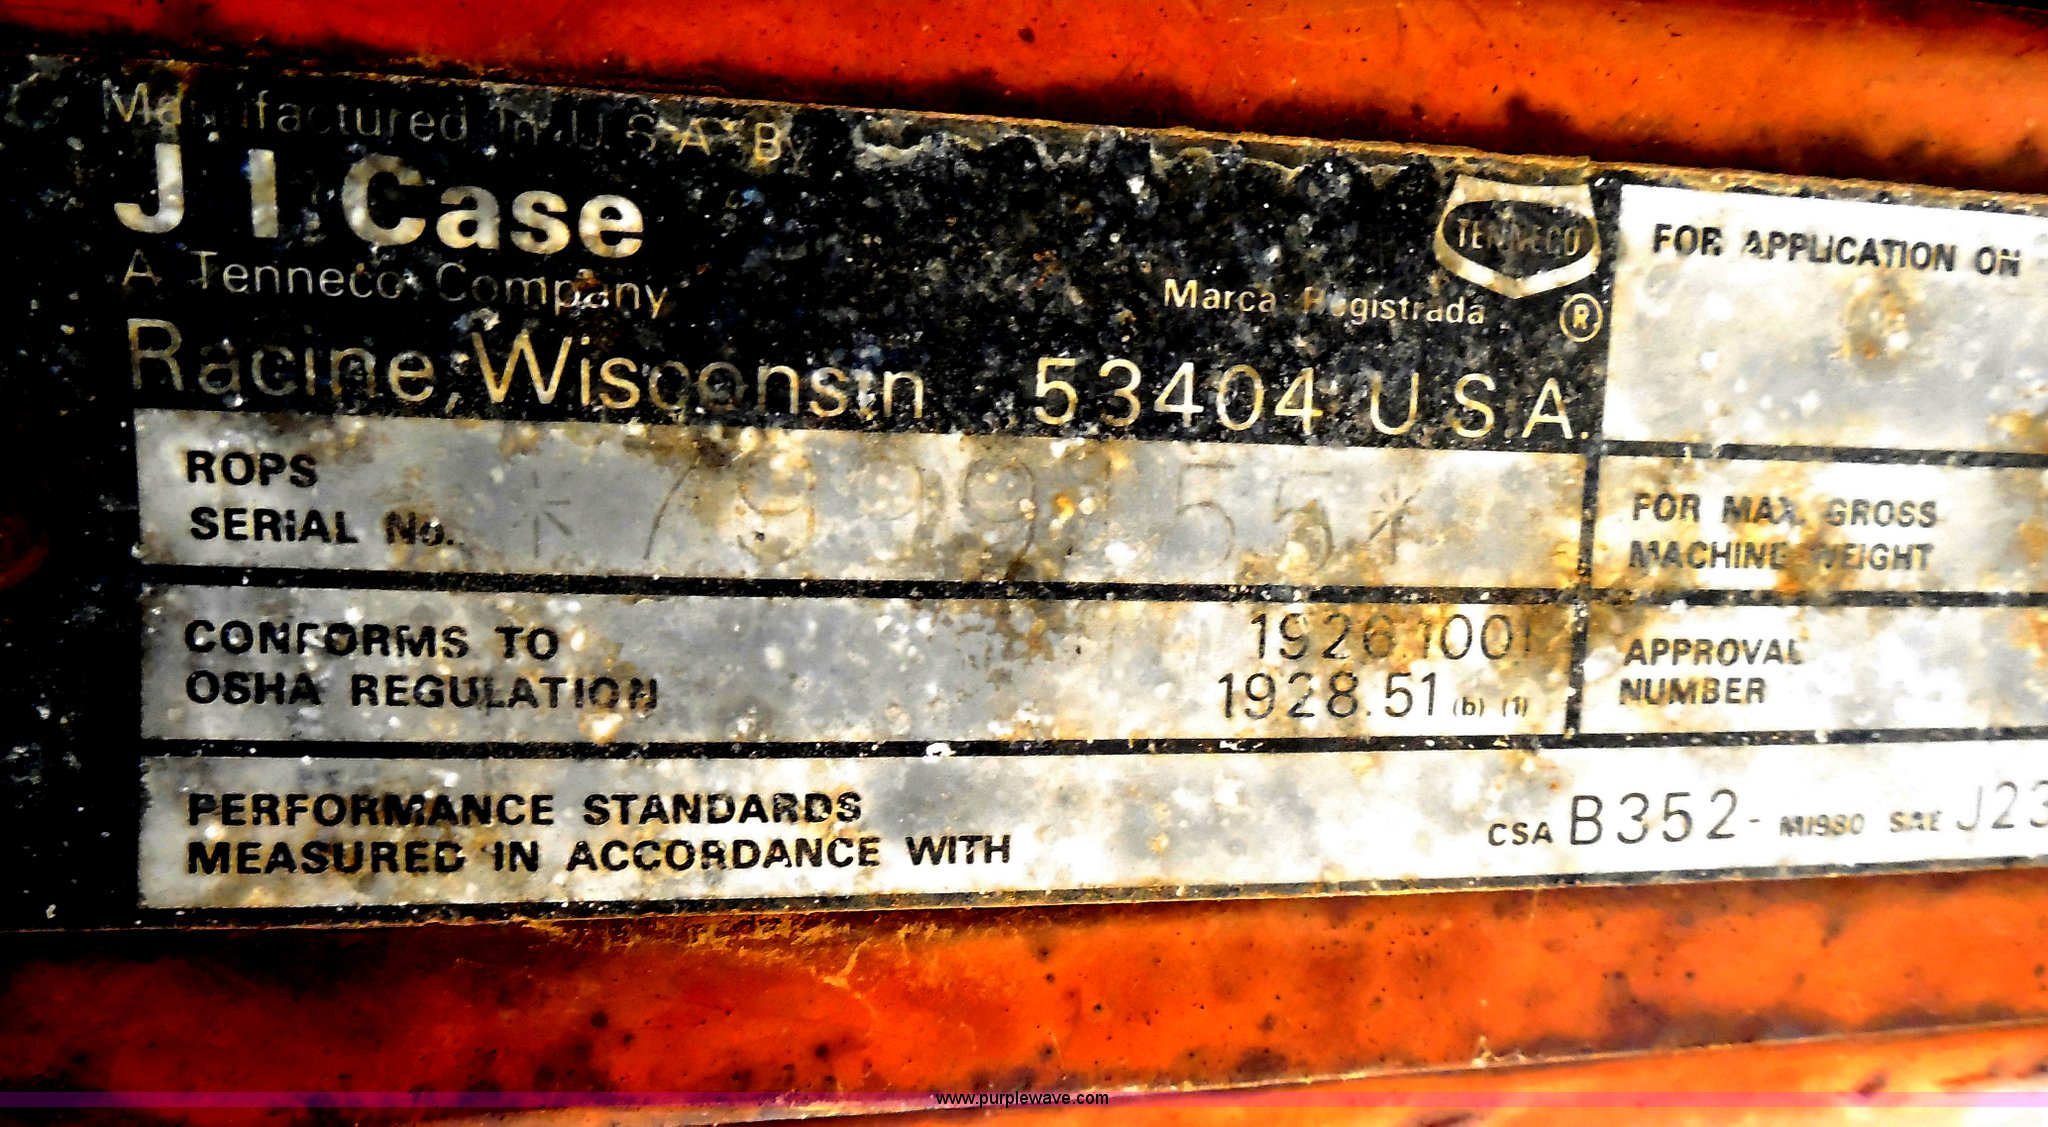 Manufactured in U.S.A. By
J I Case
A Tenneco Company
TENNECO
Marca Registrada ®
Racine, Wisconsin 53404 U.S.A.
ROPS
SERIAL No.
CONFORMS TO
OSHA REGULATION
1926.1001
1928.51 (b) (1)
PERFORMANCE STANDARDS
MEASURED IN ACCORDANCE WITH
CSA B352- M1980 SAE J23
FOR APPLICATION ON
FOR MAX. GROSS
MACHINE WEIGHT
APPROVAL
NUMBER
www.purplewave.com